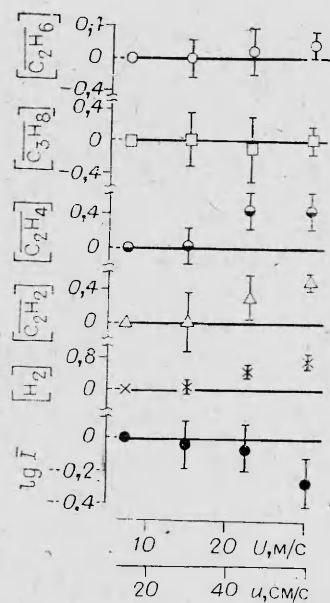 [C₂H₆] 0,4
0
-0,4
[C₃H₈] 0,4
0
-0,4
[C₂H₄] 0,4
0
[C₂H₂] 0,4
0
[H₂] 0,8
0
lg I̅ 0
-0,2
-0,4
10 20 U, М/С
20 40 u, СМ/С